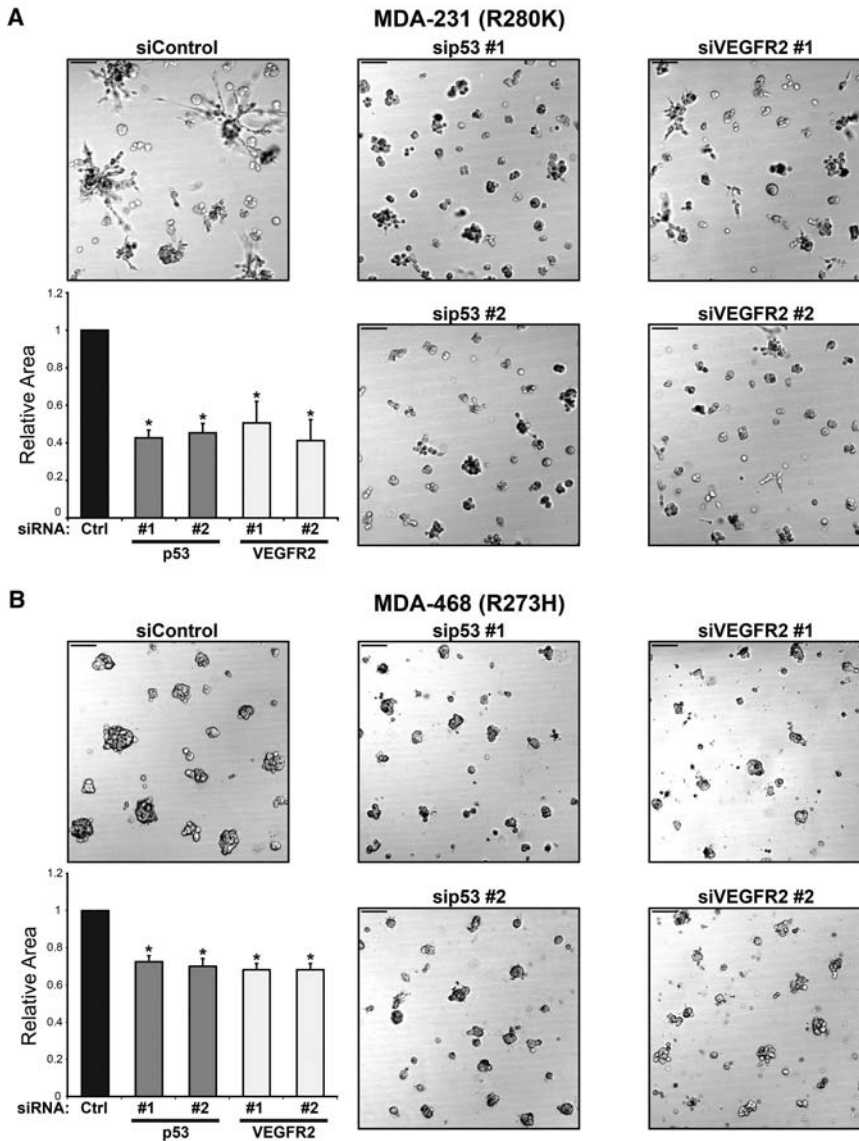 A
MDA-231 (R280K)
siControl
sip53 #1
siVEGFR2 #1
sip53 #2
siVEGFR2 #2
1.2
1
0.8
0.6
0.4
0.2
0
Relative Area
* * * *
siRNA: Ctrl #1 #2 #1 #2
p53 VEGFR2
B
MDA-468 (R273H)
siControl
sip53 #1
siVEGFR2 #1
sip53 #2
siVEGFR2 #2
1.2
1
0.8
0.6
0.4
0.2
0
Relative Area
* * * *
siRNA: Ctrl #1 #2 #1 #2
p53 VEGFR2